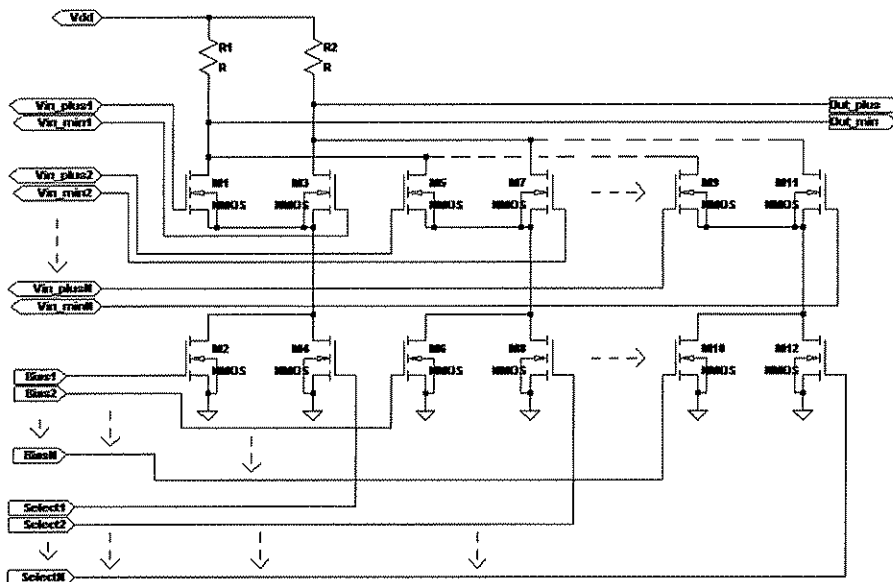 Vdd
R1
R
R2
R
Vin_plus1
Vin_min1
Out_plus
Out_min
Vin_plus2
Vin_min2
M1
NMOS
M3
NMOS
M5
NMOS
M7
NMOS
M9
NMOS
M11
NMOS
Vin_plusN
Vin_minN
M2
NMOS
M4
NMOS
M6
NMOS
M8
NMOS
M10
NMOS
M12
NMOS
Bias1
Bias2
BiasN
Select1
Select2
SelectN